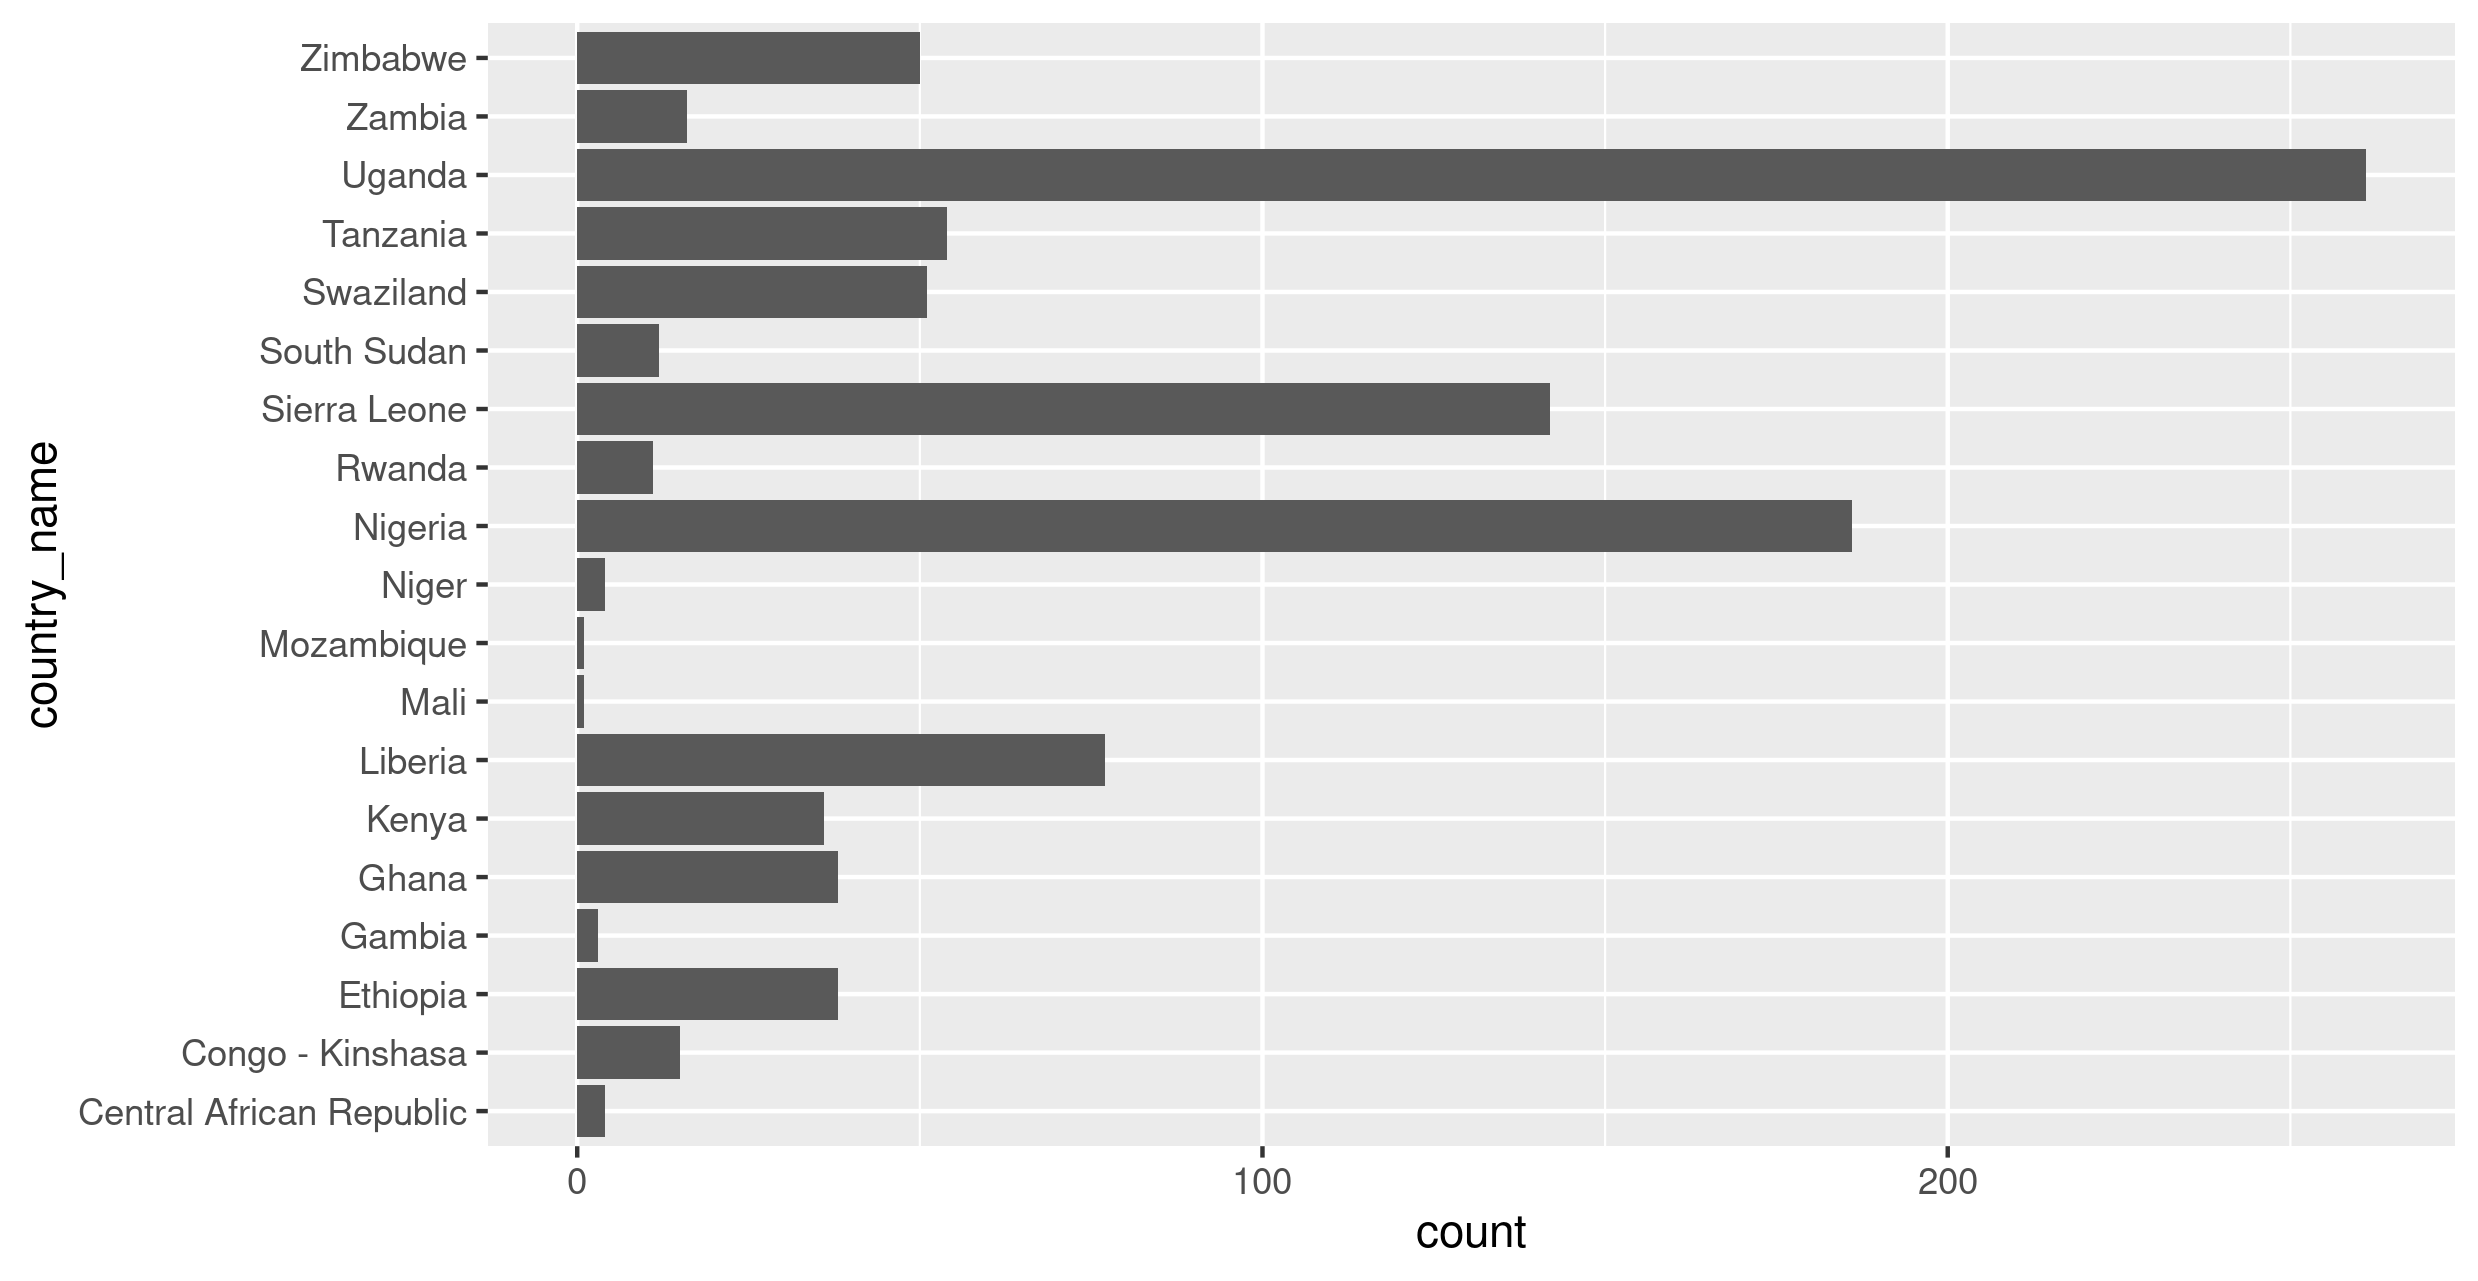 country_name
Zimbabwe
Zambia
Uganda
Tanzania
Swaziland
South Sudan
Sierra Leone
Rwanda
Nigeria
Niger
Mozambique
Mali
Liberia
Kenya
Ghana
Gambia
Ethiopia
Congo - Kinshasa
Central African Republic
0 100 200
count